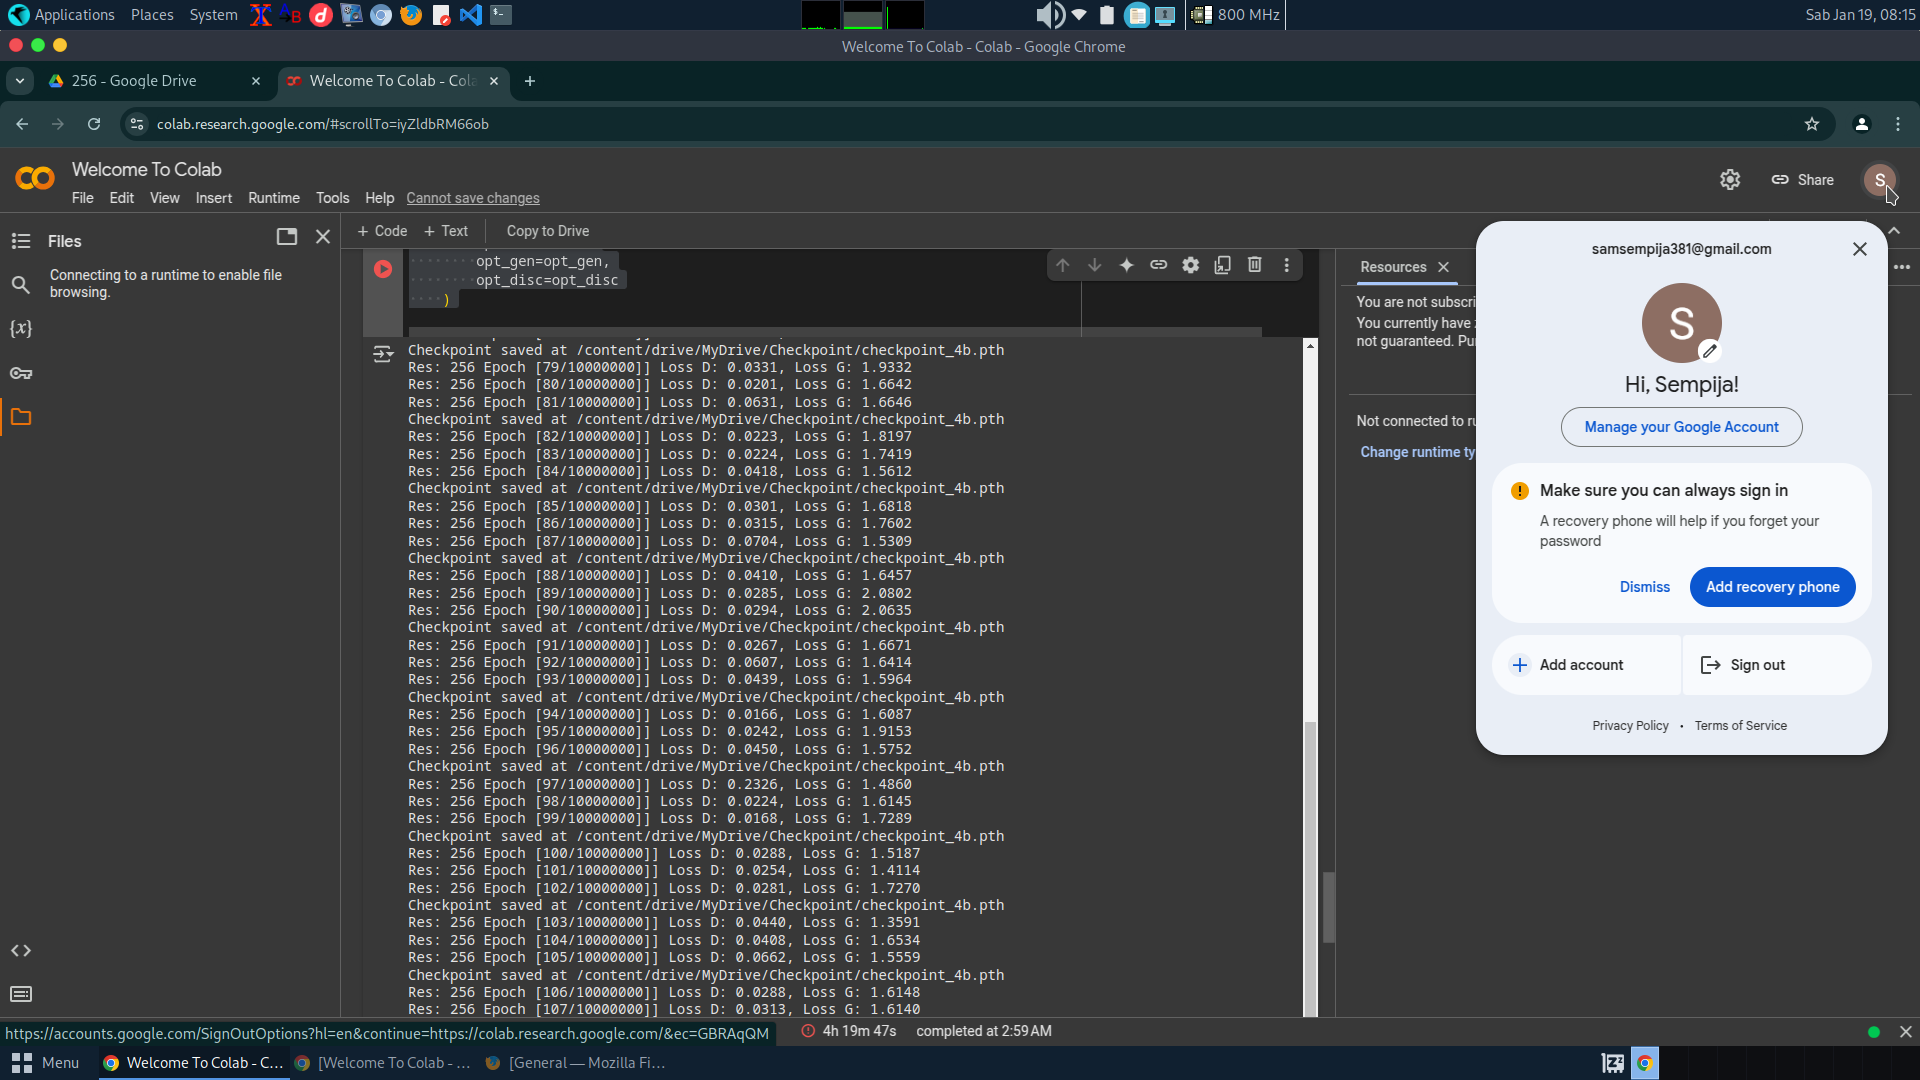 Applications Places System 800 MHz Sab Jan 19, 08:15
Welcome To Colab - Colab - Google Chrome
256 - Google Drive Welcome To Colab - Cola
colab.research.google.com/#scrollTo=iyZldbRM66ob
Welcome To Colab
Share
S
File Edit View Insert Runtime Tools Help Cannot save changes
Files
+ Code + Text Copy to Drive
Connecting to a runtime to enable file
browsing.
opt_gen=opt_gen,
opt_disc=opt_disc
)
Resources
You are not subscri
You currently have
not guaranteed. Pu
Not connected to ru
Change runtime ty
Checkpoint saved at /content/drive/MyDrive/Checkpoint/checkpoint_4b.pth
Res: 256 Epoch [79/10000000]] Loss D: 0.0331, Loss G: 1.9332
Res: 256 Epoch [80/10000000]] Loss D: 0.0201, Loss G: 1.6642
Res: 256 Epoch [81/10000000]] Loss D: 0.0631, Loss G: 1.6646
Checkpoint saved at /content/drive/MyDrive/Checkpoint/checkpoint_4b.pth
Res: 256 Epoch [82/10000000]] Loss D: 0.0223, Loss G: 1.8197
Res: 256 Epoch [83/10000000]] Loss D: 0.0224, Loss G: 1.7419
Res: 256 Epoch [84/10000000]] Loss D: 0.0418, Loss G: 1.5612
Checkpoint saved at /content/drive/MyDrive/Checkpoint/checkpoint_4b.pth
Res: 256 Epoch [85/10000000]] Loss D: 0.0301, Loss G: 1.6818
Res: 256 Epoch [86/10000000]] Loss D: 0.0315, Loss G: 1.7602
Res: 256 Epoch [87/10000000]] Loss D: 0.0704, Loss G: 1.5309
Checkpoint saved at /content/drive/MyDrive/Checkpoint/checkpoint_4b.pth
Res: 256 Epoch [88/10000000]] Loss D: 0.0410, Loss G: 1.6457
Res: 256 Epoch [89/10000000]] Loss D: 0.0285, Loss G: 2.0802
Res: 256 Epoch [90/10000000]] Loss D: 0.0294, Loss G: 2.0635
Checkpoint saved at /content/drive/MyDrive/Checkpoint/checkpoint_4b.pth
Res: 256 Epoch [91/10000000]] Loss D: 0.0267, Loss G: 1.6671
Res: 256 Epoch [92/10000000]] Loss D: 0.0607, Loss G: 1.6414
Res: 256 Epoch [93/10000000]] Loss D: 0.0439, Loss G: 1.5964
Checkpoint saved at /content/drive/MyDrive/Checkpoint/checkpoint_4b.pth
Res: 256 Epoch [94/10000000]] Loss D: 0.0166, Loss G: 1.6087
Res: 256 Epoch [95/10000000]] Loss D: 0.0242, Loss G: 1.9153
Res: 256 Epoch [96/10000000]] Loss D: 0.0450, Loss G: 1.5752
Checkpoint saved at /content/drive/MyDrive/Checkpoint/checkpoint_4b.pth
Res: 256 Epoch [97/10000000]] Loss D: 0.2326, Loss G: 1.4860
Res: 256 Epoch [98/10000000]] Loss D: 0.0224, Loss G: 1.6145
Res: 256 Epoch [99/10000000]] Loss D: 0.0168, Loss G: 1.7289
Checkpoint saved at /content/drive/MyDrive/Checkpoint/checkpoint_4b.pth
Res: 256 Epoch [100/10000000]] Loss D: 0.0288, Loss G: 1.5187
Res: 256 Epoch [101/10000000]] Loss D: 0.0254, Loss G: 1.4114
Res: 256 Epoch [102/10000000]] Loss D: 0.0281, Loss G: 1.7270
Checkpoint saved at /content/drive/MyDrive/Checkpoint/checkpoint_4b.pth
Res: 256 Epoch [103/10000000]] Loss D: 0.0440, Loss G: 1.3591
Res: 256 Epoch [104/10000000]] Loss D: 0.0408, Loss G: 1.6534
Res: 256 Epoch [105/10000000]] Loss D: 0.0662, Loss G: 1.5559
Checkpoint saved at /content/drive/MyDrive/Checkpoint/checkpoint_4b.pth
Res: 256 Epoch [106/10000000]] Loss D: 0.0288, Loss G: 1.6148
Res: 256 Epoch [107/10000000]] Loss D: 0.0313, Loss G: 1.6140
samsempija381@gmail.com
S
Hi, Sempija!
Manage your Google Account
Make sure you can always sign in
A recovery phone will help if you forget your
password
Dismiss Add recovery phone
Add account Sign out
Privacy Policy • Terms of Service
https://accounts.google.com/SignOutOptions?hl=en&continue=https://colab.research.google.com/&ec=GBRAqQM 4h 19m 47s completed at 2:59 AM
Menu Welcome To Colab - C... [Welcome To Colab - ... [General — Mozilla Fi...